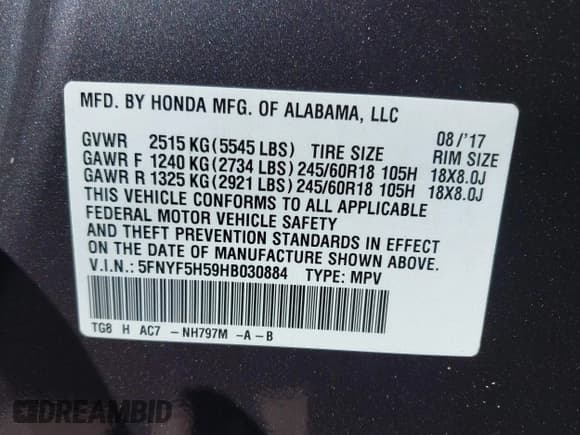 MFD. BY HONDA MFG. OF ALABAMA, LLC
08/'17
GVWR 2515 KG(5545 LBS) TIRE SIZE RIM SIZE
GAWR F 1240 KG(2734 LBS)245/60R18 105H 18X8.0J
GAWR R 1325 KG(2921 LBS)245/60R18 105H 18X8.0J
THIS VEHICLE CONFORMS TO ALL APPLICABLE
FEDERAL MOTOR VEHICLE SAFETY
AND THEFT PREVENTION STANDARDS IN EFFECT
ON THE DATE OF MANUFACTURE SHOWN ABOVE.
V.I.N.: 5FNYF5H59HB030884 TYPE: MPV
TG8 H AC7 -NH797M -A-B
DREAMBID